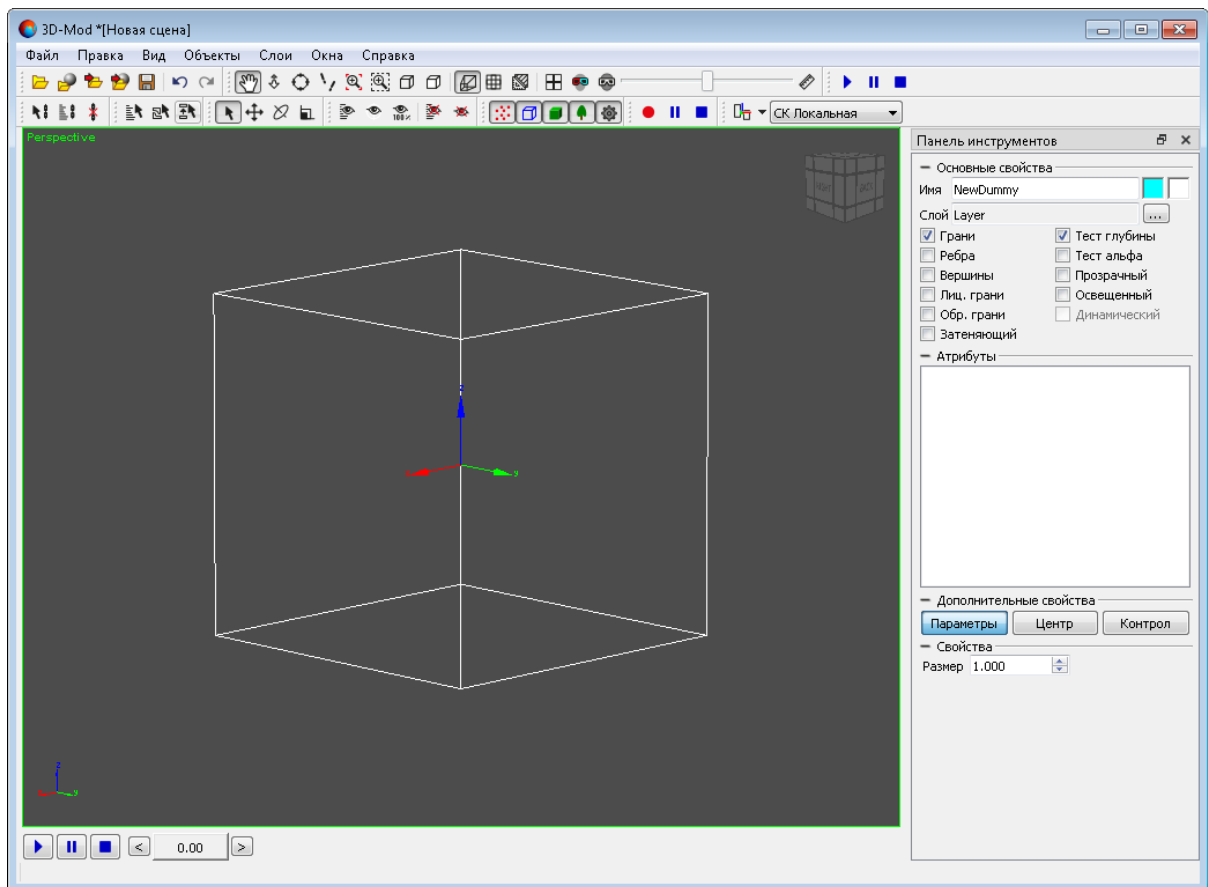 3D-Mod *[Новая сцена]
Файл Правка Вид Объекты Слои Окна Справка
100%
СК Локальная
Perspective
Панель инструментов
Основные свойства
Имя NewDummy
Слой Layer ...
Грани Тест глубины
Ребра Тест альфа
Вершины Прозрачный
Лиц. грани Освещенный
Обр. грани Динамический
Затеняющий
Атрибуты
z
x y
Дополнительные свойства
Параметры Центр Контрол
Свойства
Размер 1.000
z
x y
< 0.00 >